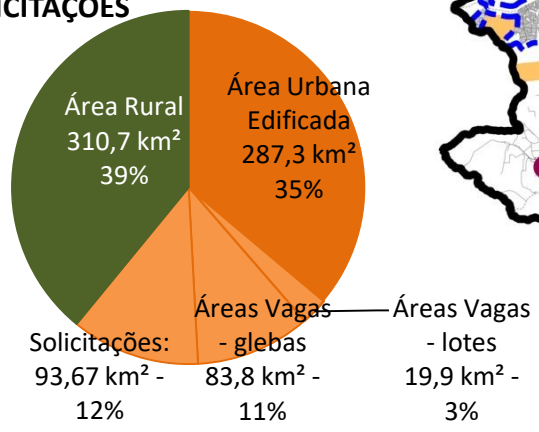 Área Rural
310,7 km²
39%
Área Urbana
Edificada
287,3 km²
35%
Solicitações:
93,67 km² -
12%
Áreas Vagas
- glebas
83,8 km² -
11%
Áreas Vagas
- lotes
19,9 km² -
3%